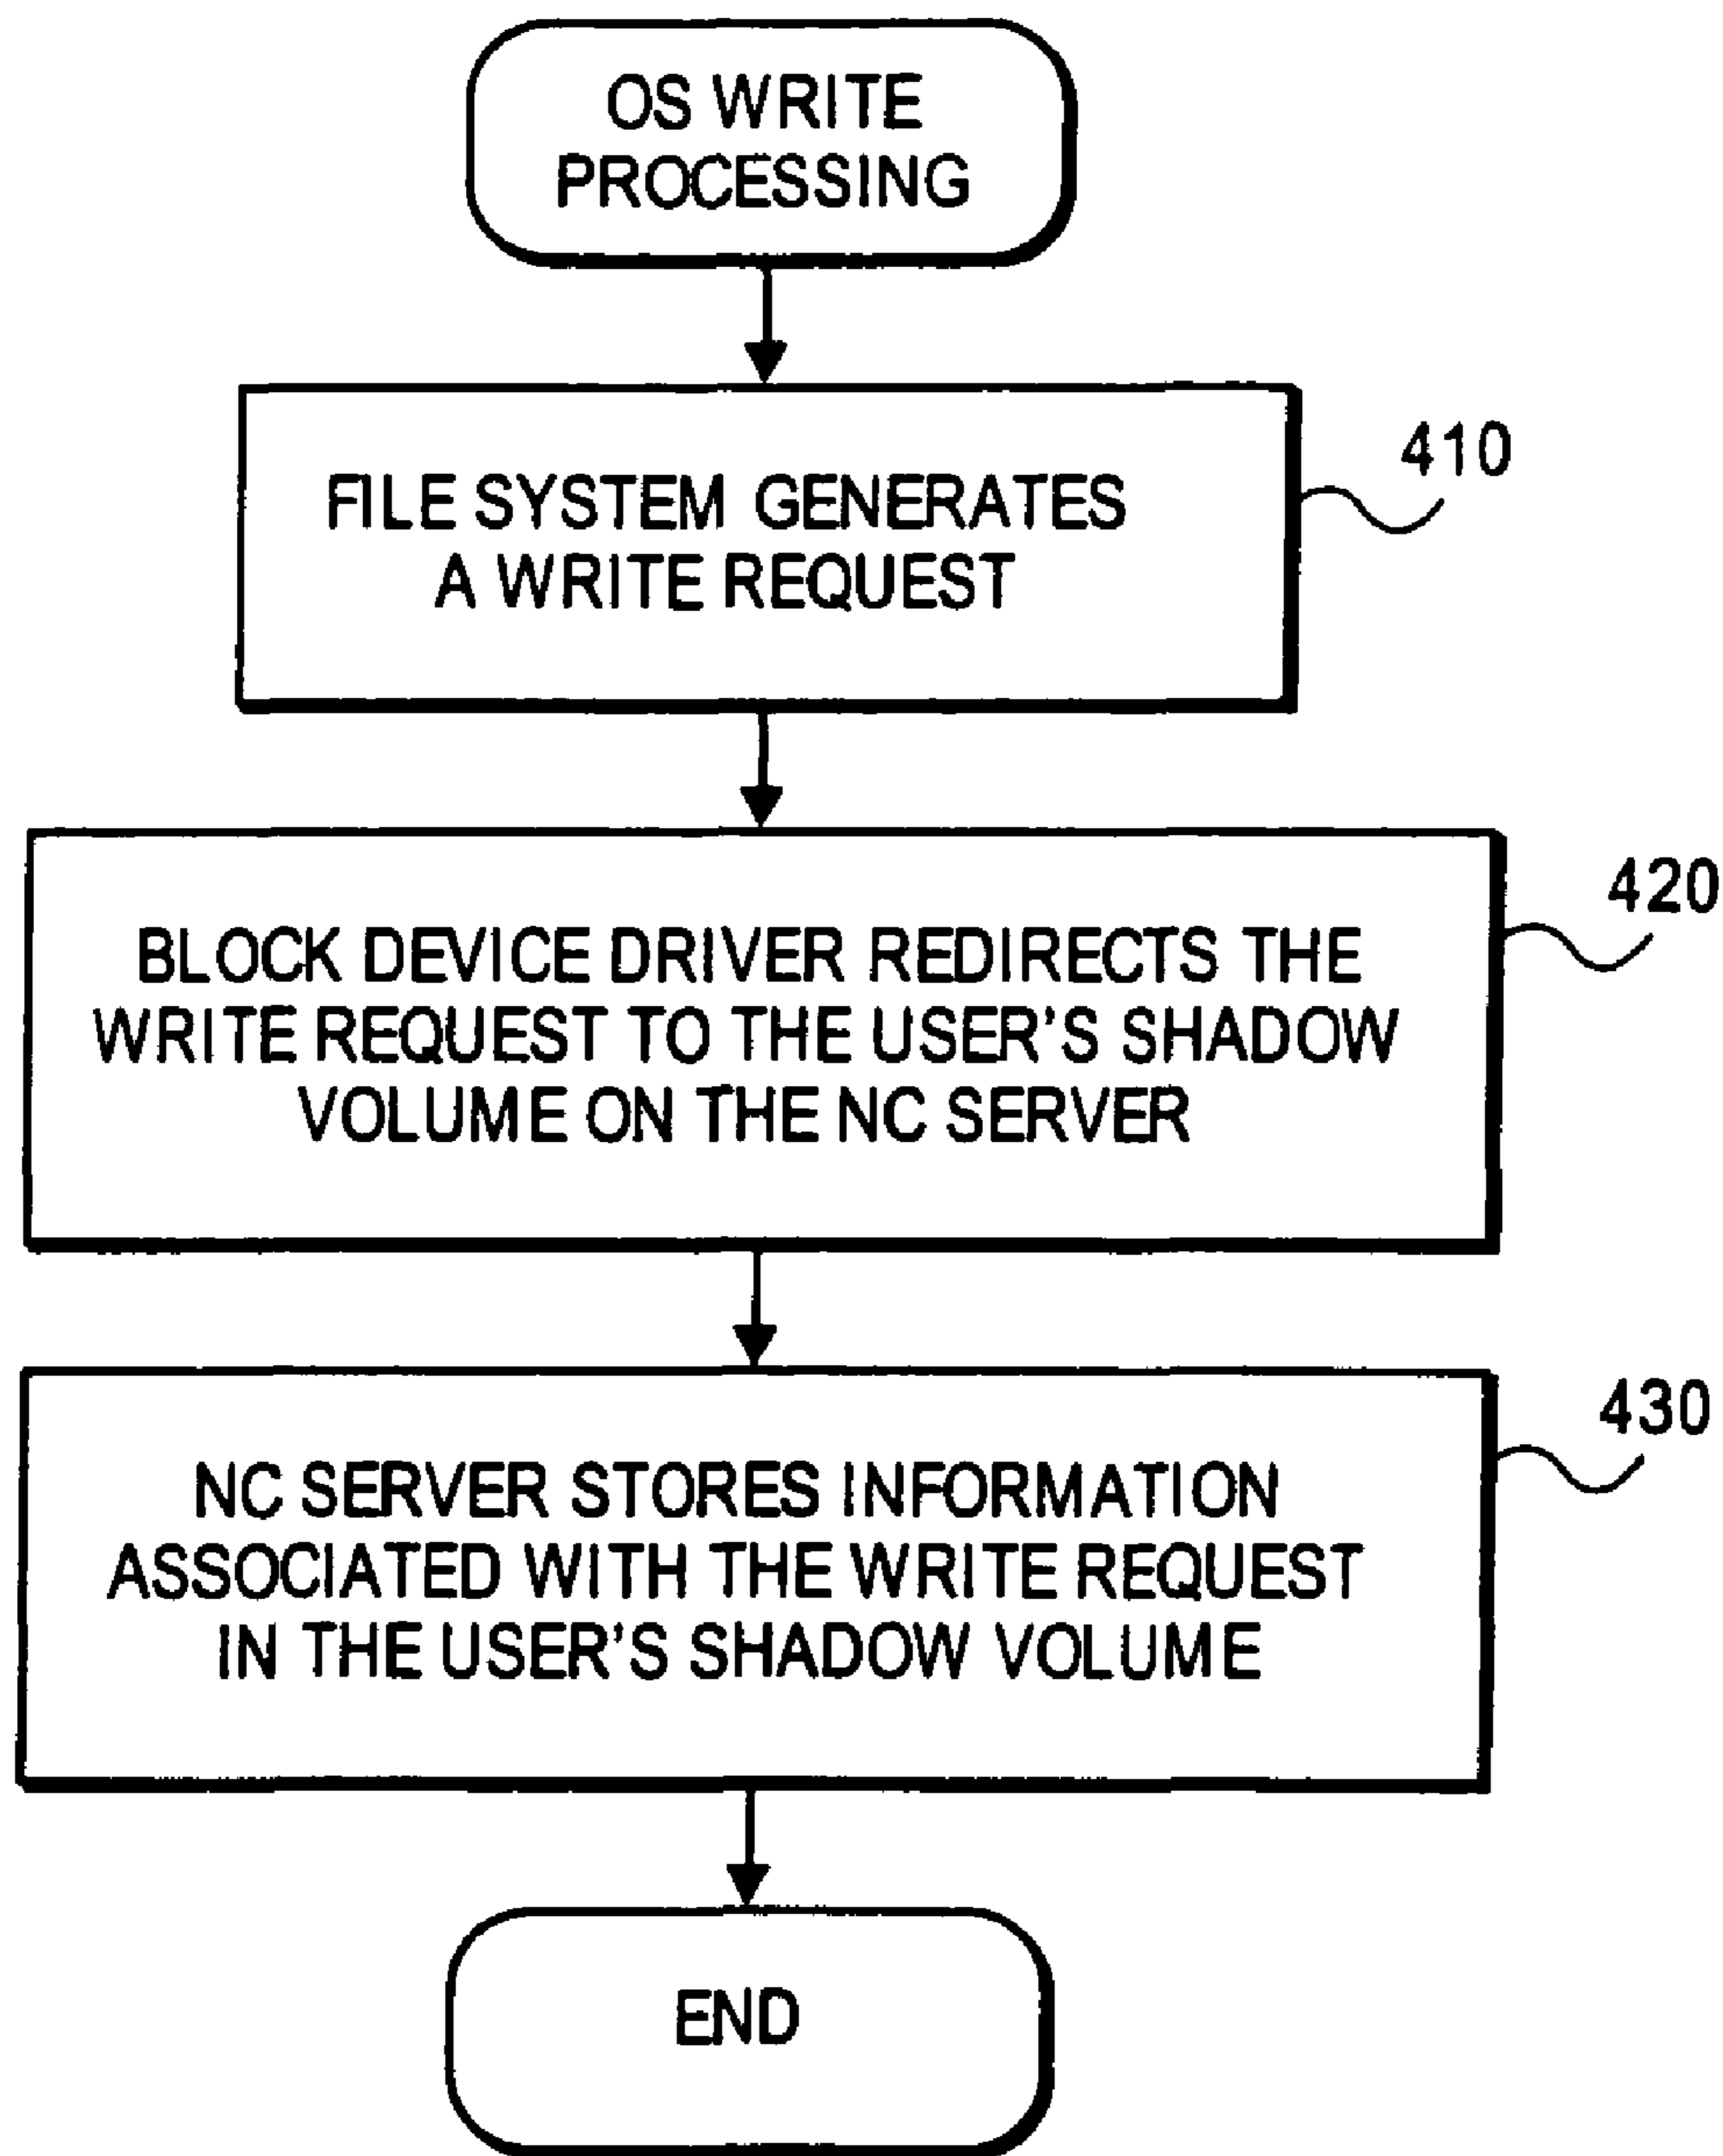 OS WRITE
PROCESSING
410
FILE SYSTEM GENERATES
A WRITE REQUEST
420
BLOCK DEVICE DRIVER REDIRECTS THE
WRITE REQUEST TO THE USER'S SHADOW
VOLUME ON THE NC SERVER
430
NC SERVER STORES INFORMATION
ASSOCIATED WITH THE WRITE REQUEST
IN THE USER'S SHADOW VOLUME
END